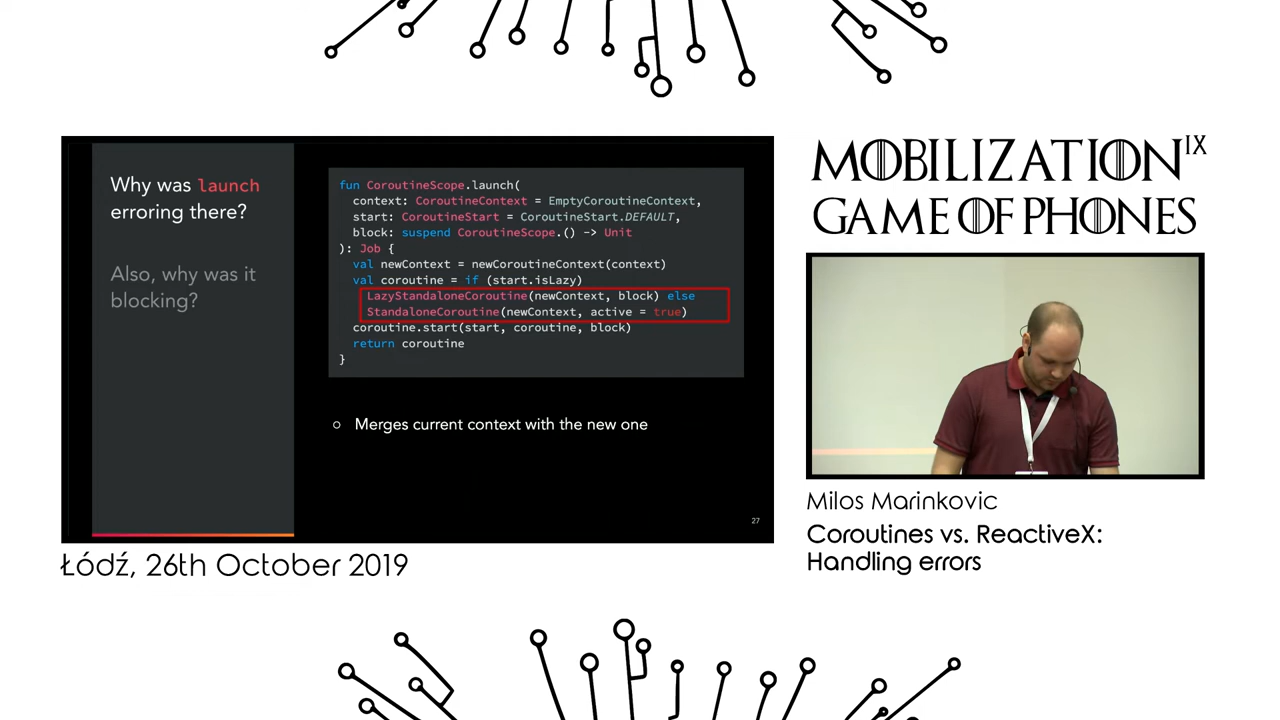 Why was launch
erroring there?
Also, why was it
blocking?
fun CoroutineScope.launch(
context: CoroutineContext = EmptyCoroutineContext,
start: CoroutineStart = CoroutineStart.DEFAULT,
block: suspend CoroutineScope.() -> Unit
): Job {
val newContext = newCoroutineContext(context)
val coroutine = if (start.isLazy)
LazyStandaloneCoroutine(newContext, block) else
StandaloneCoroutine(newContext, active = true)
coroutine.start(start, coroutine, block)
return coroutine
}
Merges current context with the new one
27
Łódź, 26th October 2019
MOBILIZATION IX
GAME OF PHONES
Milos Marinkovic
Coroutines vs. ReactiveX:
Handling errors